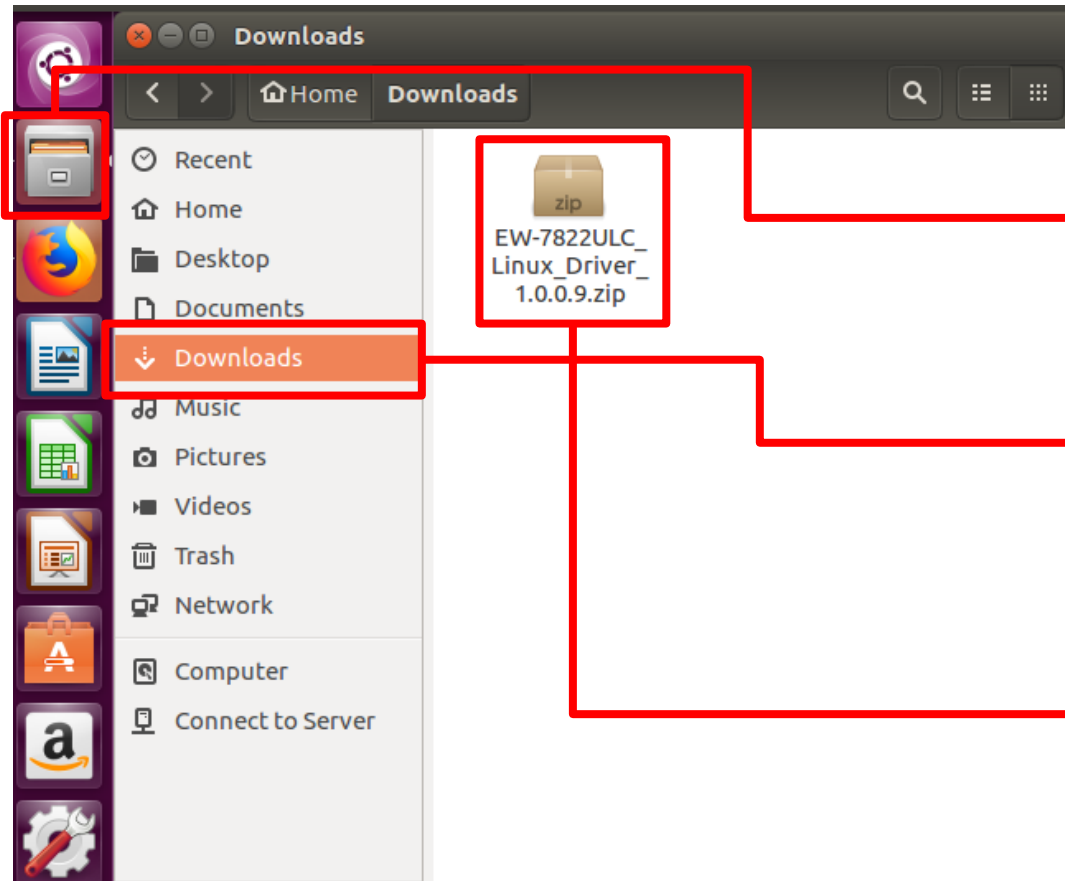 Downloads
Home Downloads
Recent
Home
Desktop
Documents
Downloads
Music
Pictures
Videos
Trash
Network
Computer
Connect to Server
zip
EW-7822ULC_
Linux_Driver_
1.0.0.9.zip
A
a